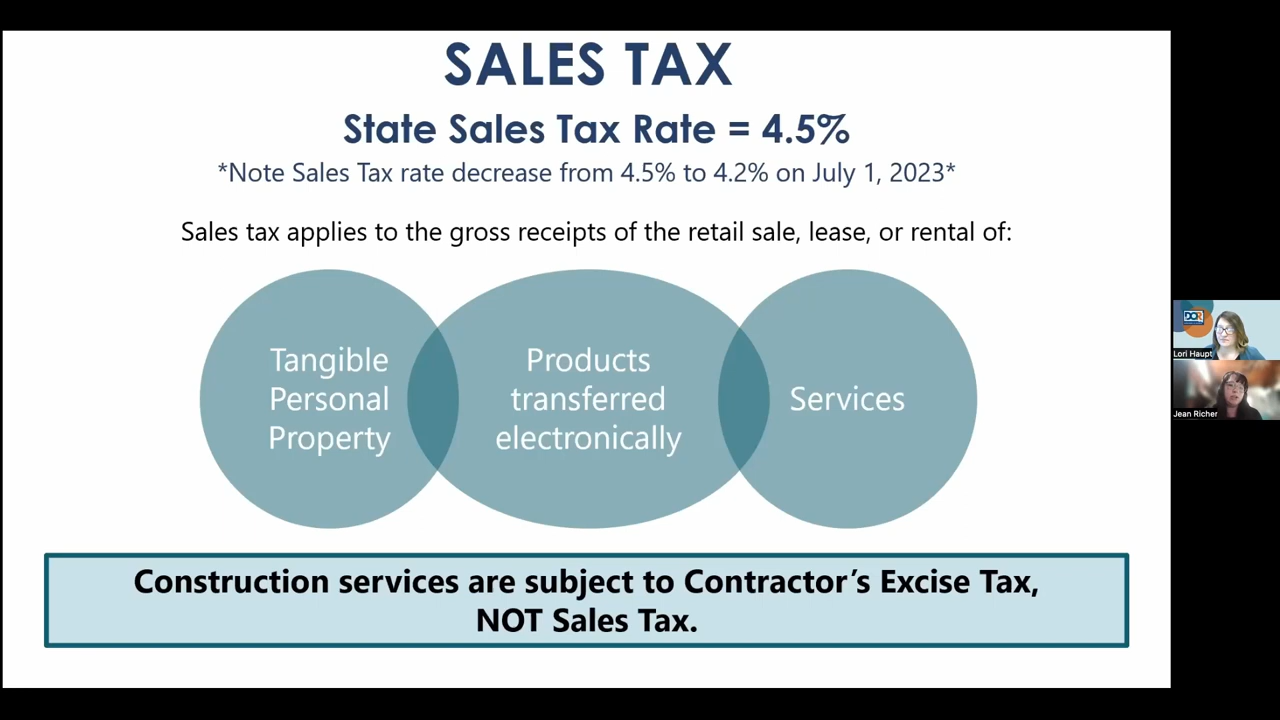 SALES TAX
State Sales Tax Rate = 4.5%
*Note Sales Tax rate decrease from 4.5% to 4.2% on July 1, 2023*
Sales tax applies to the gross receipts of the retail sale, lease, or rental of:
Tangible
Personal
Property
Products
transferred
electronically
Services
Construction services are subject to Contractor’s Excise Tax,
NOT Sales Tax.
DOR
Lori Haupt
Jean Richer